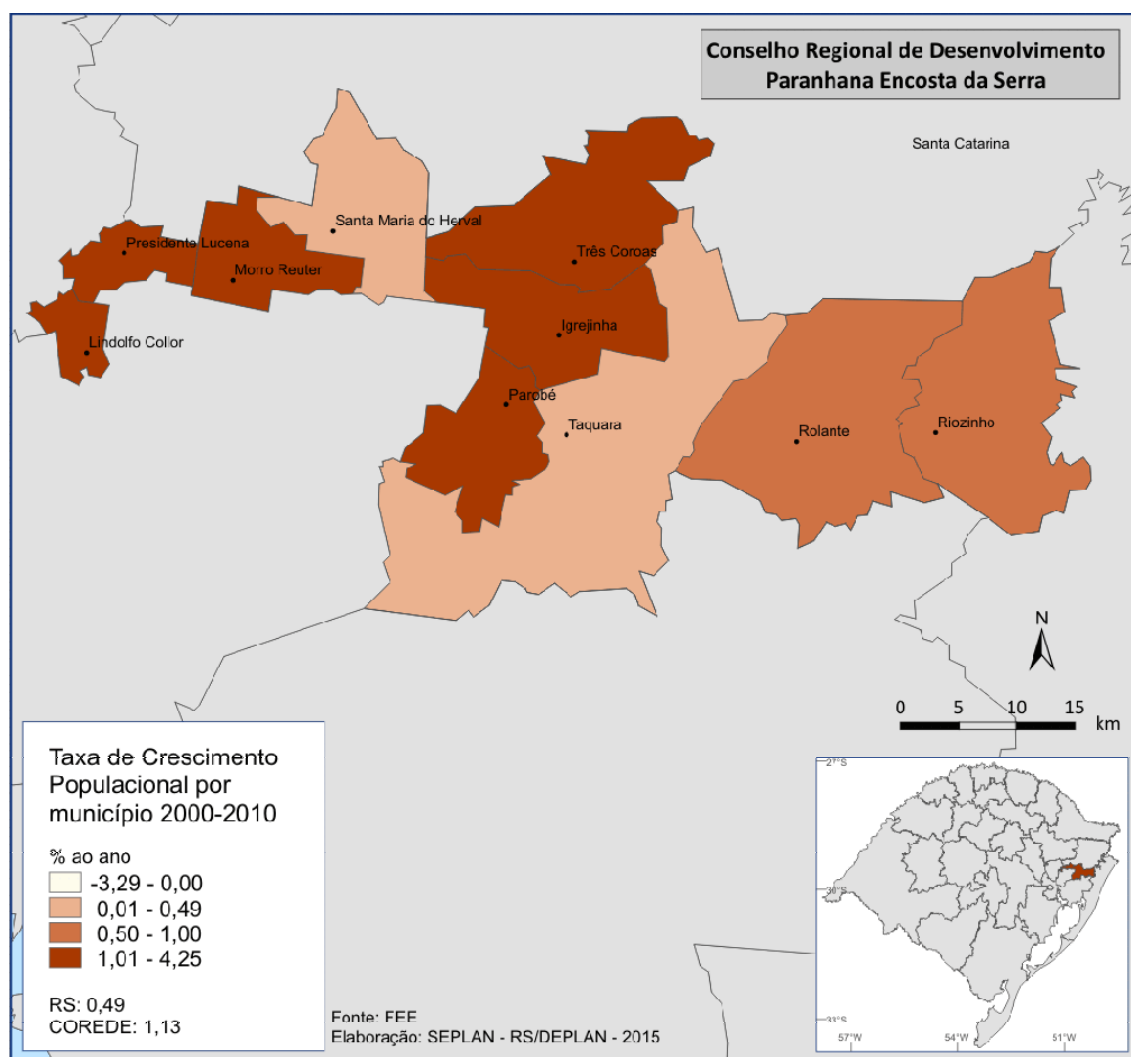 Conselho Regional de Desenvolvimento
Paranhana Encosta da Serra
Santa Catarina
Santa Maria do Herval
Presidente Lucena
Três Coroas
Morro Reuter
Igrejinha
Lindolfo Collor
Parobé
Taquara
Rolante
Riozinho
N
0 5 10 15
km
Taxa de Crescimento
Populacional por
município 2000-2010
% ao ano
-3,29 - 0,00
0,01 - 0,49
0,50 - 1,00
1,01 - 4,25
RS: 0,49
COREDE: 1,13
Fonte: FEE
Elaboração: SEPLAN - RS/DEPLAN - 2015
27°S
30°S
33°S
57°W 54°W 51°W